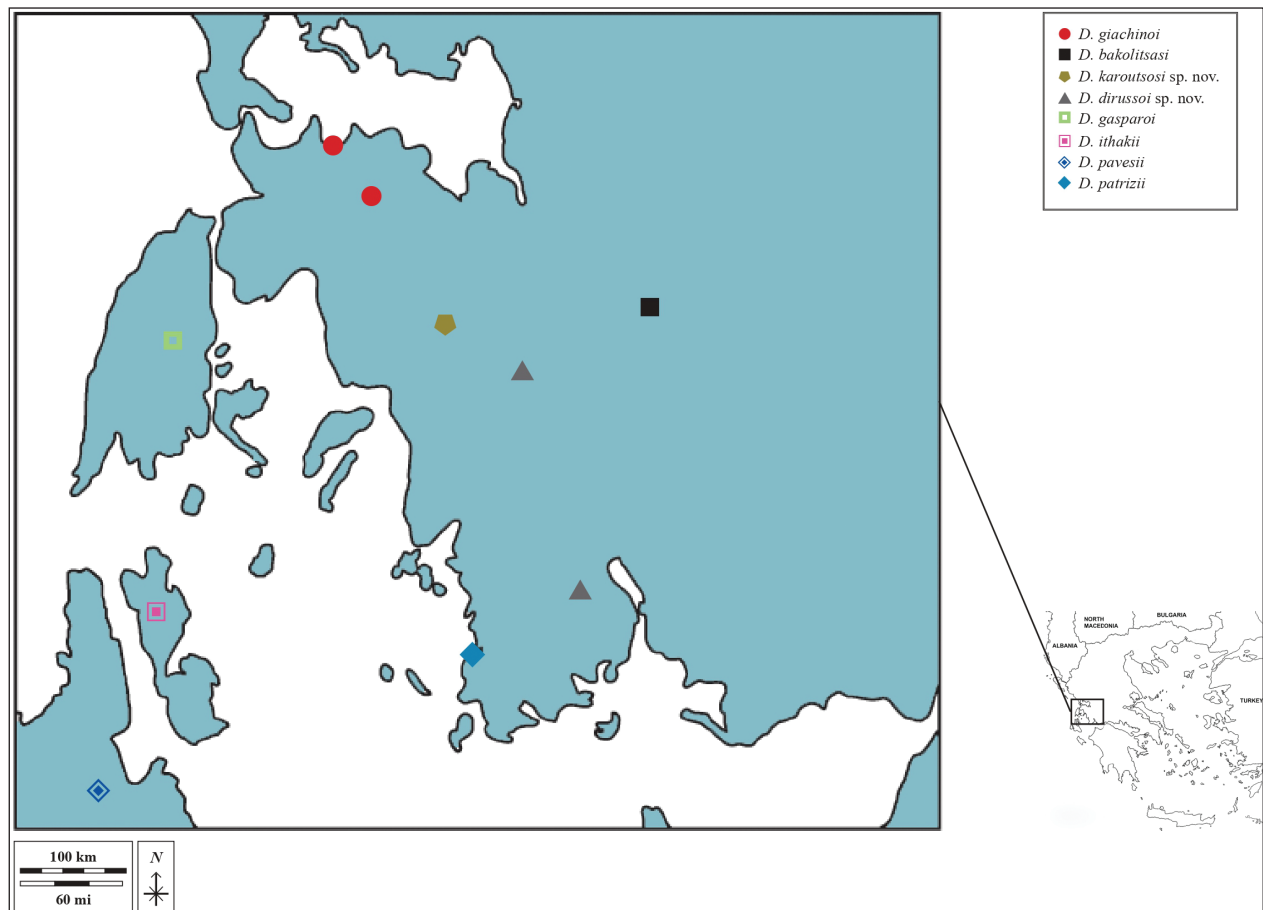 D. giachinoi
D. bakolitsasi
D. karoutsosi sp. nov.
D. dirussoi sp. nov.
D. gasparoi
D. ithakii
D. pavesii
D. patrizii
BULGARIA
NORTH
MACEDONIA
ALBANIA
TURKEY
100 km
60 mi
N